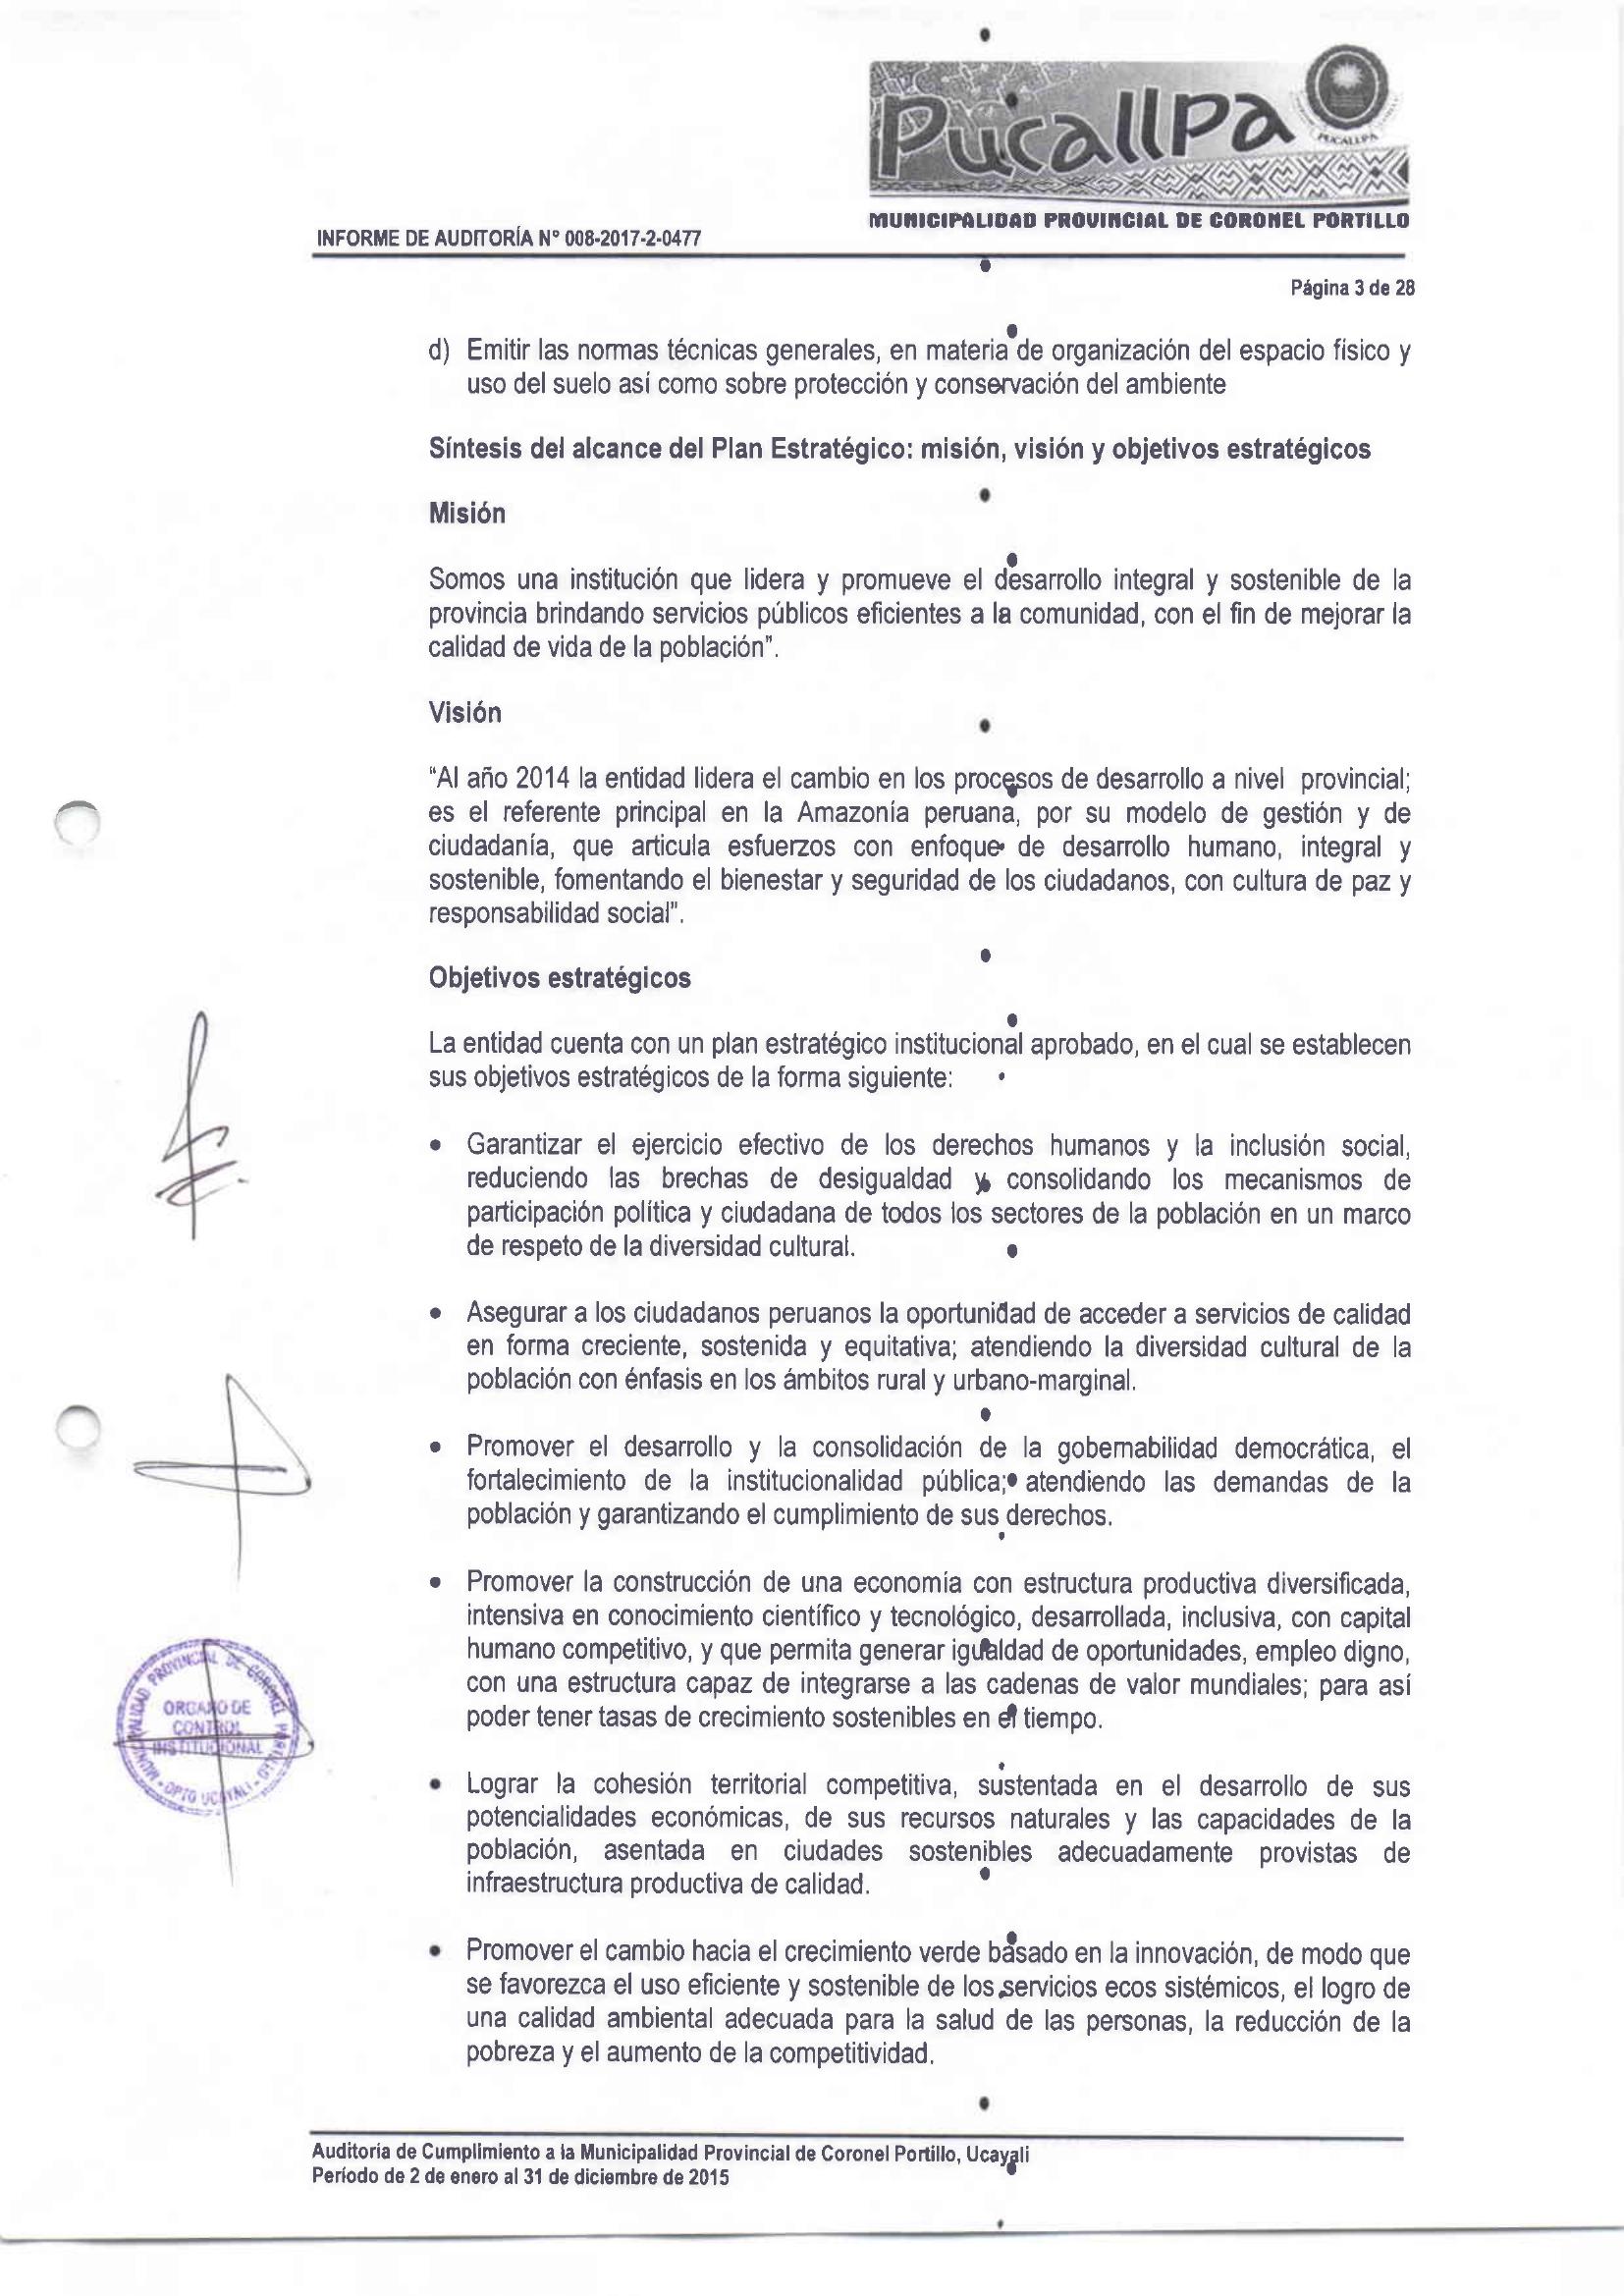 Pucallpa
PUCALLPA
MUNICIPALIDAD PROVINCIAL DE CORONEL PORTILLO
INFORME DE AUDITORÍA N° 008-2017-2-0477
Página 3 de 28
d) Emitir las normas técnicas generales, en materia de organización del espacio físico y
uso del suelo así como sobre protección y conservación del ambiente
Síntesis del alcance del Plan Estratégico: misión, visión y objetivos estratégicos
Misión
Somos una institución que lidera y promueve el desarrollo integral y sostenible de la
provincia brindando servicios públicos eficientes a la comunidad, con el fin de mejorar la
calidad de vida de la población”.
Visión
“Al año 2014 la entidad lidera el cambio en los procesos de desarrollo a nivel provincial;
es el referente principal en la Amazonía peruana, por su modelo de gestión y de
ciudadanía, que articula esfuerzos con enfoque de desarrollo humano, integral y
sostenible, fomentando el bienestar y seguridad de los ciudadanos, con cultura de paz y
responsabilidad social”.
Objetivos estratégicos
La entidad cuenta con un plan estratégico institucional aprobado, en el cual se establecen
sus objetivos estratégicos de la forma siguiente:
• Garantizar el ejercicio efectivo de los derechos humanos y la inclusión social,
reduciendo las brechas de desigualdad y consolidando los mecanismos de
participación política y ciudadana de todos los sectores de la población en un marco
de respeto de la diversidad cultural.
• Asegurar a los ciudadanos peruanos la oportunidad de acceder a servicios de calidad
en forma creciente, sostenida y equitativa; atendiendo la diversidad cultural de la
población con énfasis en los ámbitos rural y urbano-marginal.
• Promover el desarrollo y la consolidación de la gobernabilidad democrática, el
fortalecimiento de la institucionalidad pública; atendiendo las demandas de la
población y garantizando el cumplimiento de sus derechos.
• Promover la construcción de una economía con estructura productiva diversificada,
intensiva en conocimiento científico y tecnológico, desarrollada, inclusiva, con capital
humano competitivo, y que permita generar igualdad de oportunidades, empleo digno,
con una estructura capaz de integrarse a las cadenas de valor mundiales; para así
poder tener tasas de crecimiento sostenibles en el tiempo.
MUNICIPALIDAD PROVINCIAL DE CORONEL PORTILLO
ORGANO DE
CONTROL
INSTITUCIONAL
DPTO UCAYALI
• Lograr la cohesión territorial competitiva, sustentada en el desarrollo de sus
potencialidades económicas, de sus recursos naturales y las capacidades de la
población, asentada en ciudades sostenibles adecuadamente provistas de
infraestructura productiva de calidad.
• Promover el cambio hacia el crecimiento verde basado en la innovación, de modo que
se favorezca el uso eficiente y sostenible de los servicios ecos sistémicos, el logro de
una calidad ambiental adecuada para la salud de las personas, la reducción de la
pobreza y el aumento de la competitividad.
Auditoría de Cumplimiento a la Municipalidad Provincial de Coronel Portillo, Ucayali
Período de 2 de enero al 31 de diciembre de 2015